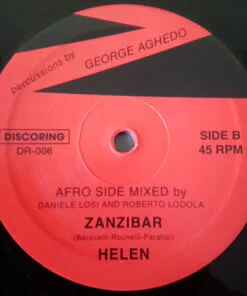 percussions by
GEORGE AGHEDO
DISCORING
DR-006
SIDE B
45 RPM
AFRO SIDE MIXED by
DANIELE LOSI AND ROBERTO LODOLA
ZANZIBAR
(Barocelli-Rochelli-Paratici)
HELEN